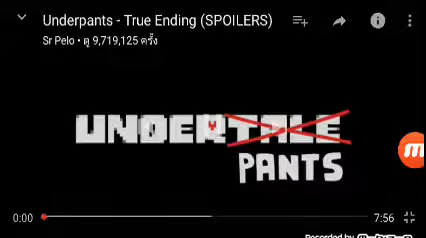 Underpants - True Ending (SPOILERS)
Sr Pelo • ดู 9,719,125 ครั้ง
UNDERTALE
PANTS
0:00
7:56
Recorded by